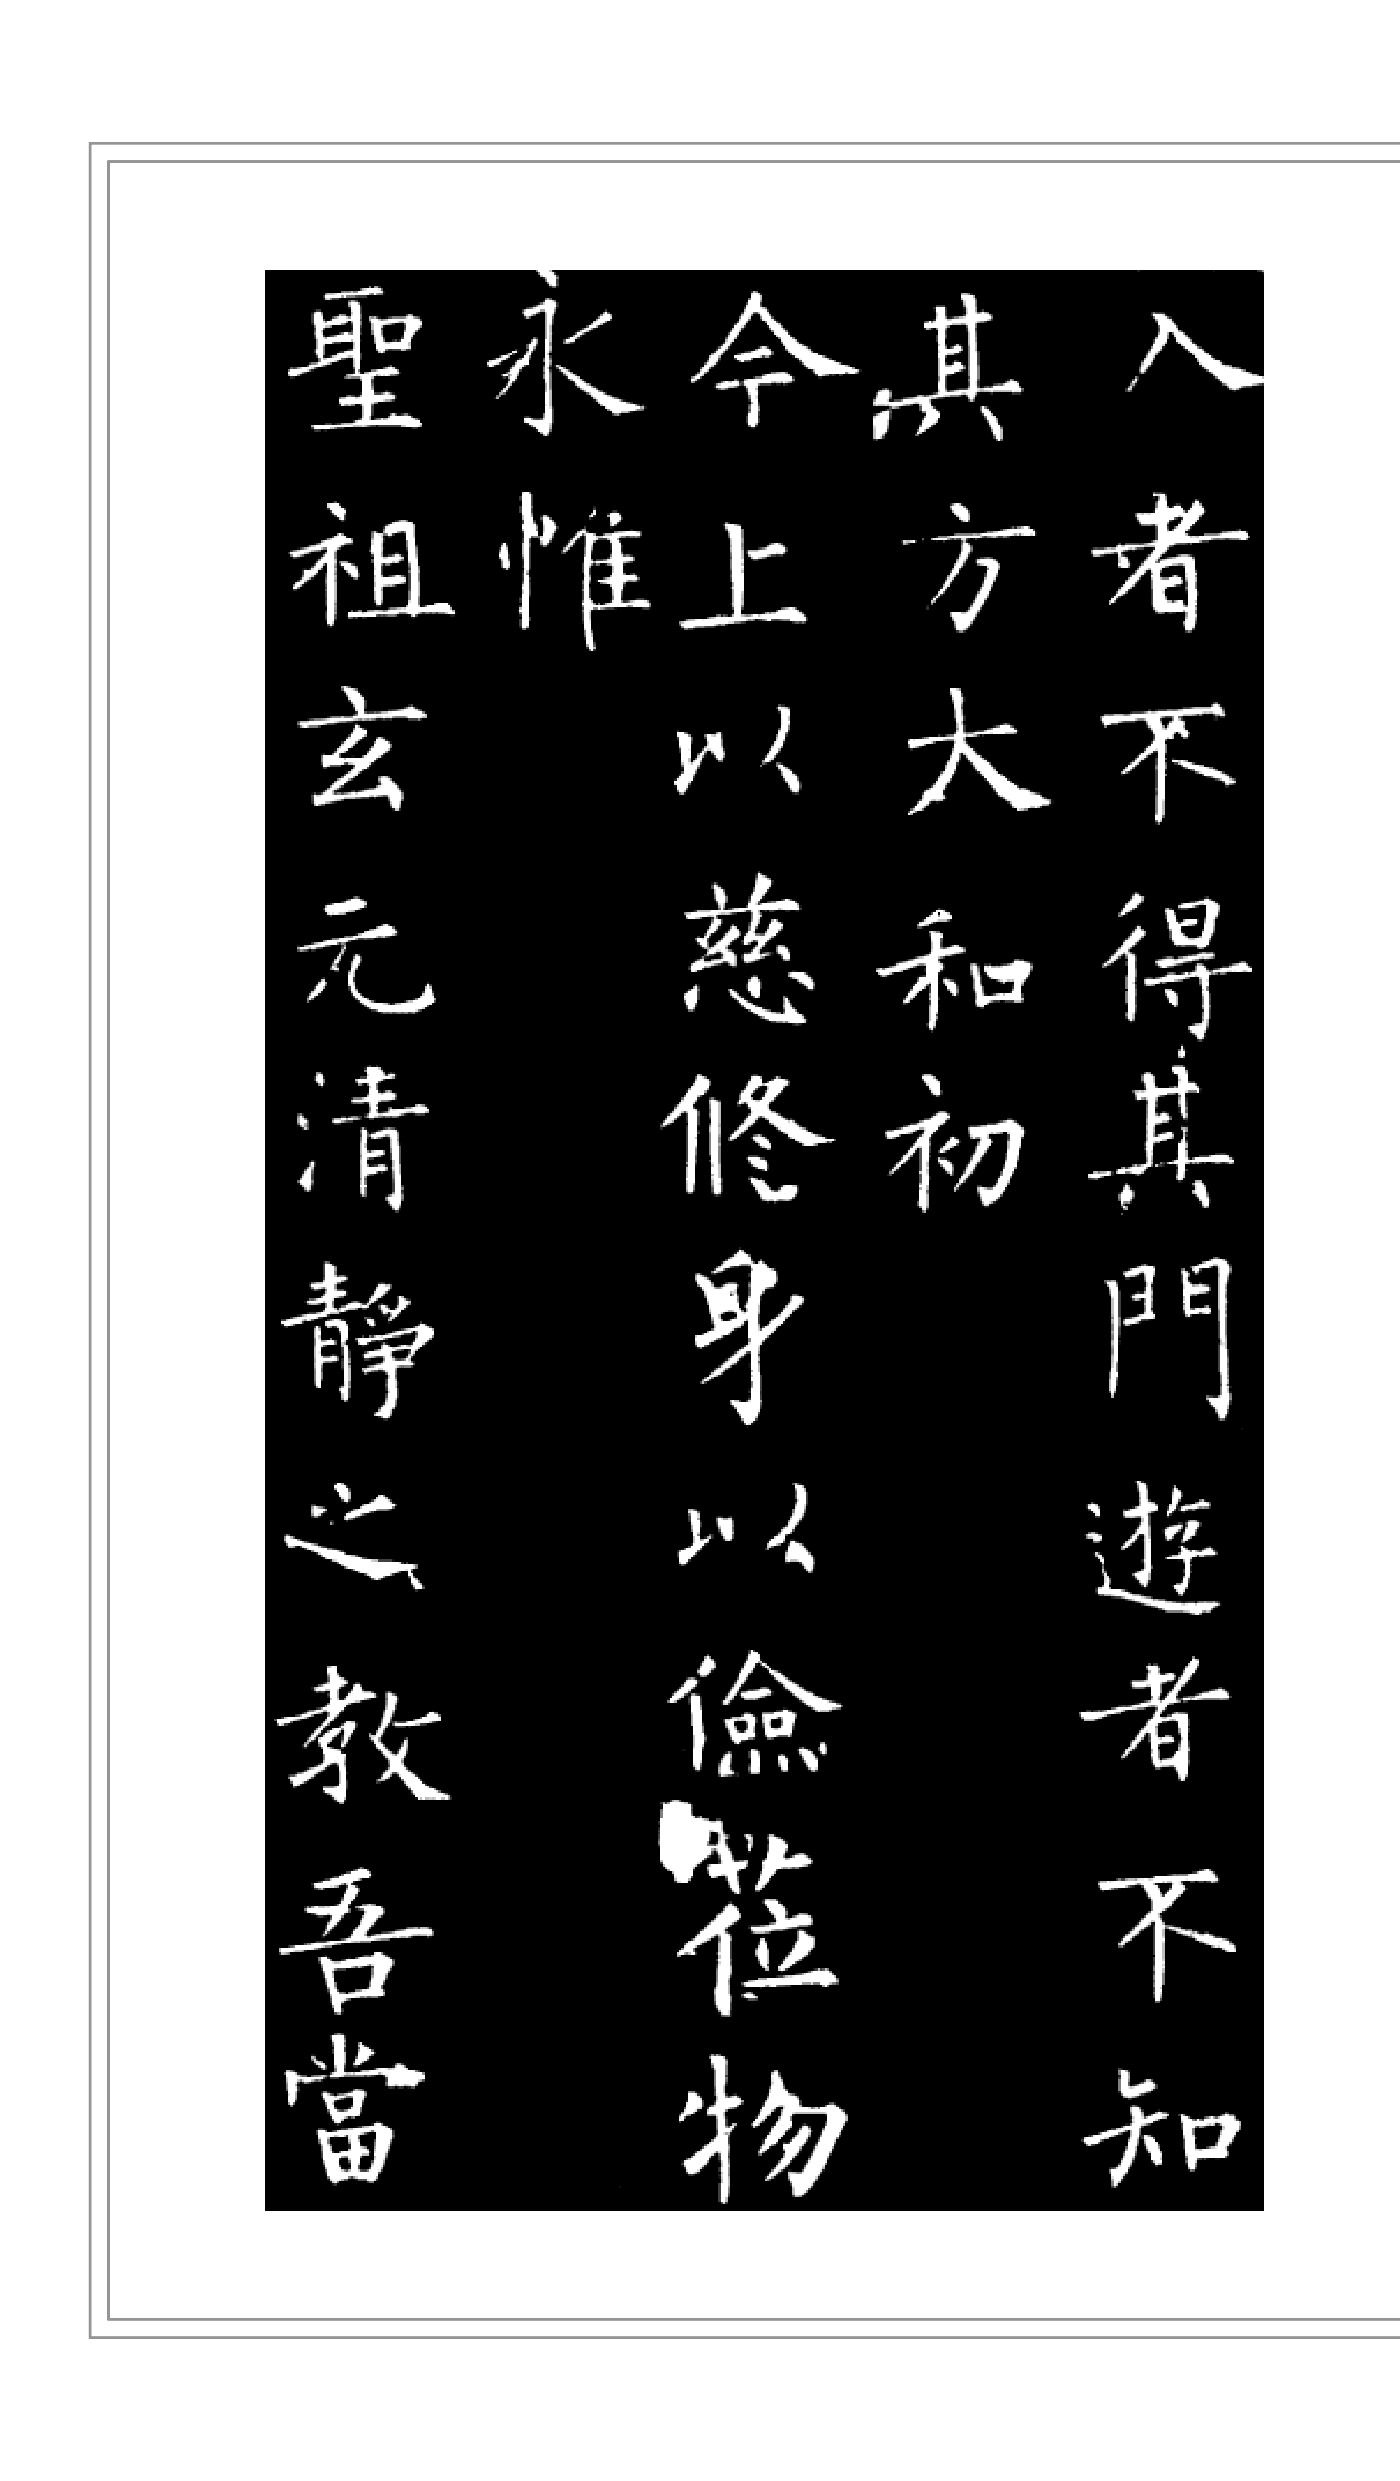 入者不得其門遊者不知
其方大和初
今上以慈修身以儉莅物
永惟
聖祖玄元清靜之教吾當